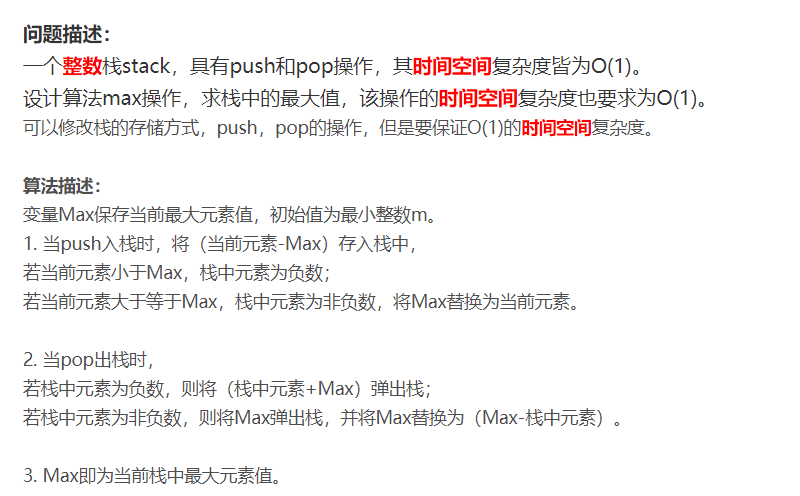 问题描述：
一个整数栈stack，具有push和pop操作，其时间空间复杂度皆为O(1)。
设计算法max操作，求栈中的最大值，该操作的时间空间复杂度也要求为O(1)。
可以修改栈的存储方式，push，pop的操作，但是要保证O(1)的时间空间复杂度。
算法描述：
变量Max保存当前最大元素值，初始值为最小整数m。
1. 当push入栈时，将（当前元素-Max）存入栈中，
若当前元素小于Max，栈中元素为负数；
若当前元素大于等于Max，栈中元素为非负数，将Max替换为当前元素。
2. 当pop出栈时，
若栈中元素为负数，则将（栈中元素+Max）弹出栈；
若栈中元素为非负数，则将Max弹出栈，并将Max替换为（Max-栈中元素）。
3. Max即为当前栈中最大元素值。